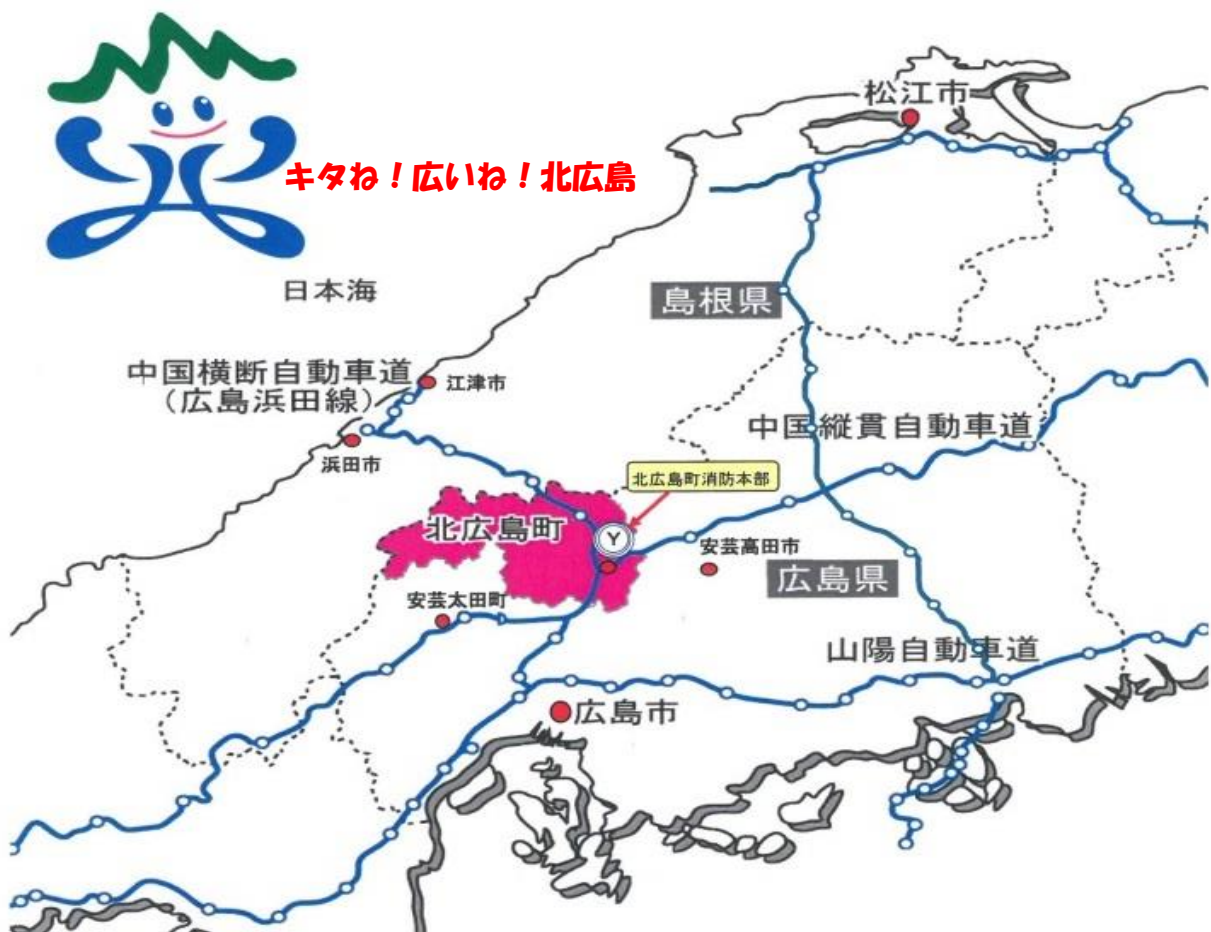 松江市
キタね！広いね！北広島
日本海
島根県
中国横断自動車道
（広島浜田線）
江津市
中国縦貫自動車道
浜田市
北広島町消防本部
北広島町
Y
安芸高田市
広島県
安芸太田町
山陽自動車道
広島市